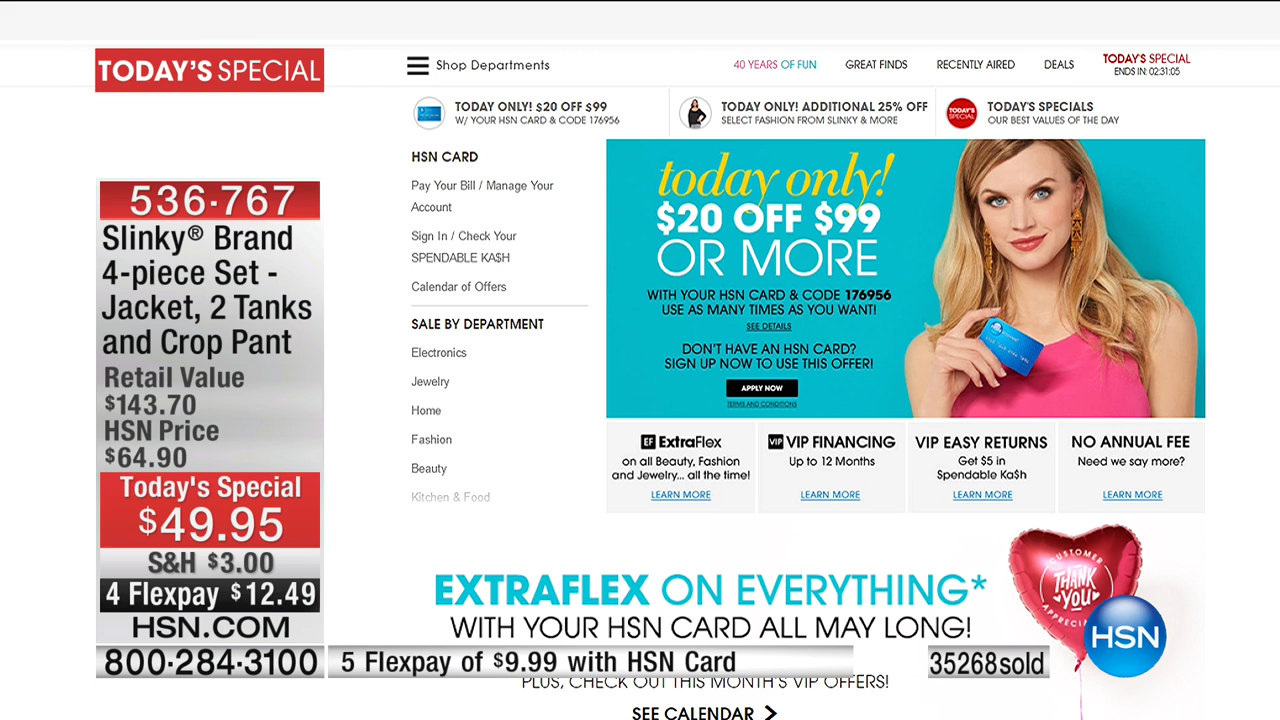 TODAY'S SPECIAL
Shop Departments
40 YEARS OF FUN
GREAT FINDS
RECENTLY AIRED
DEALS
TODAY'S SPECIAL
ENDS IN: 02:31:05
TODAY ONLY! $20 OFF $99
W/ YOUR HSN CARD & CODE 176956
TODAY ONLY! ADDITIONAL 25% OFF
SELECT FASHION FROM SLINKY & MORE
TODAY'S
SPECIAL
TODAY'S SPECIALS
OUR BEST VALUES OF THE DAY
536-767
Slinky® Brand
4-piece Set -
Jacket, 2 Tanks
and Crop Pant
Retail Value
$143.70
HSN Price
$64.90
Today's Special
$49.95
S&H $3.00
4 Flexpay $12.49
HSN.COM
800-284-3100
HSN CARD
Pay Your Bill / Manage Your
Account
Sign In / Check Your
SPENDABLE KA$H
Calendar of Offers
SALE BY DEPARTMENT
Electronics
Jewelry
Home
Fashion
Beauty
Kitchen & Food
today only!
$20 OFF $99
OR MORE
WITH YOUR HSN CARD & CODE 176956
USE AS MANY TIMES AS YOU WANT!
SEE DETAILS
DON'T HAVE AN HSN CARD?
SIGN UP NOW TO USE THIS OFFER!
APPLY NOW
TERMS AND CONDITIONS
EF ExtraFlex
on all Beauty, Fashion
and Jewelry... all the time!
LEARN MORE
VIP VIP FINANCING
Up to 12 Months
LEARN MORE
VIP EASY RETURNS
Get $5 in
Spendable Ka$h
LEARN MORE
NO ANNUAL FEE
Need we say more?
LEARN MORE
EXTRAFLEX ON EVERYTHING*
WITH YOUR HSN CARD ALL MAY LONG!
CUSTOMER
THANK
YOU
HSN
5 Flexpay of $9.99 with HSN Card
35268sold
PLUS, CHECK OUT THIS MONTH'S VIP OFFERS!
SEE CALENDAR